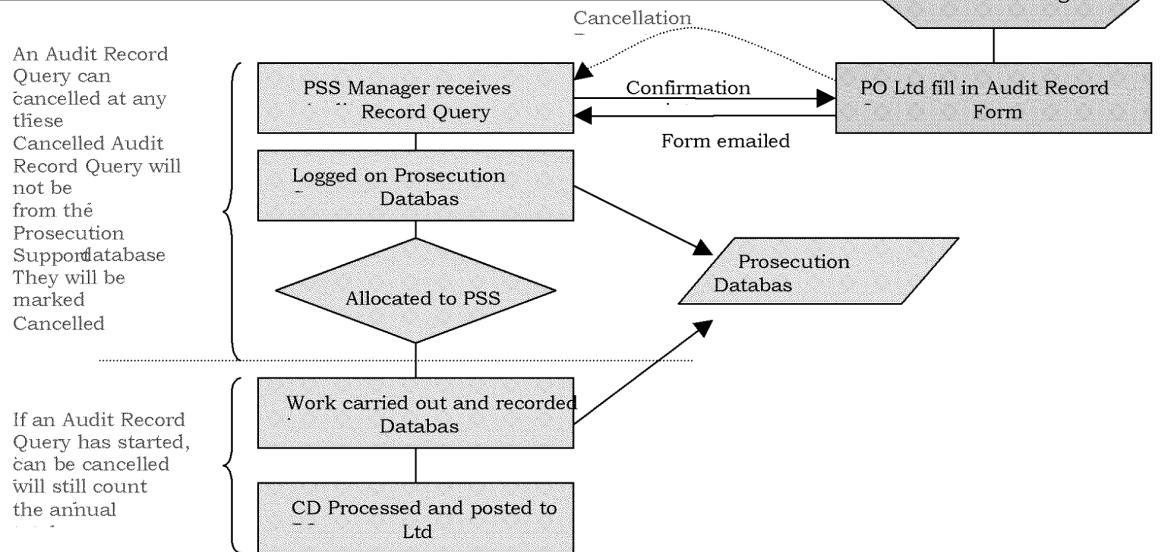 Cancellation
An Audit Record
Query can
cancelled at any
these
Cancelled Audit
Record Query will
not be
from the
Prosecution
Support database
They will be
marked
Cancelled
PSS Manager receives
Record Query
Confirmation
Form emailed
PO Ltd fill in Audit Record
Form
Logged on Prosecution
Databas
Allocated to PSS
Prosecution
Databas
If an Audit Record
Query has started,
can be cancelled
will still count
the annual
Work carried out and recorded
Databas
CD Processed and posted to
Ltd